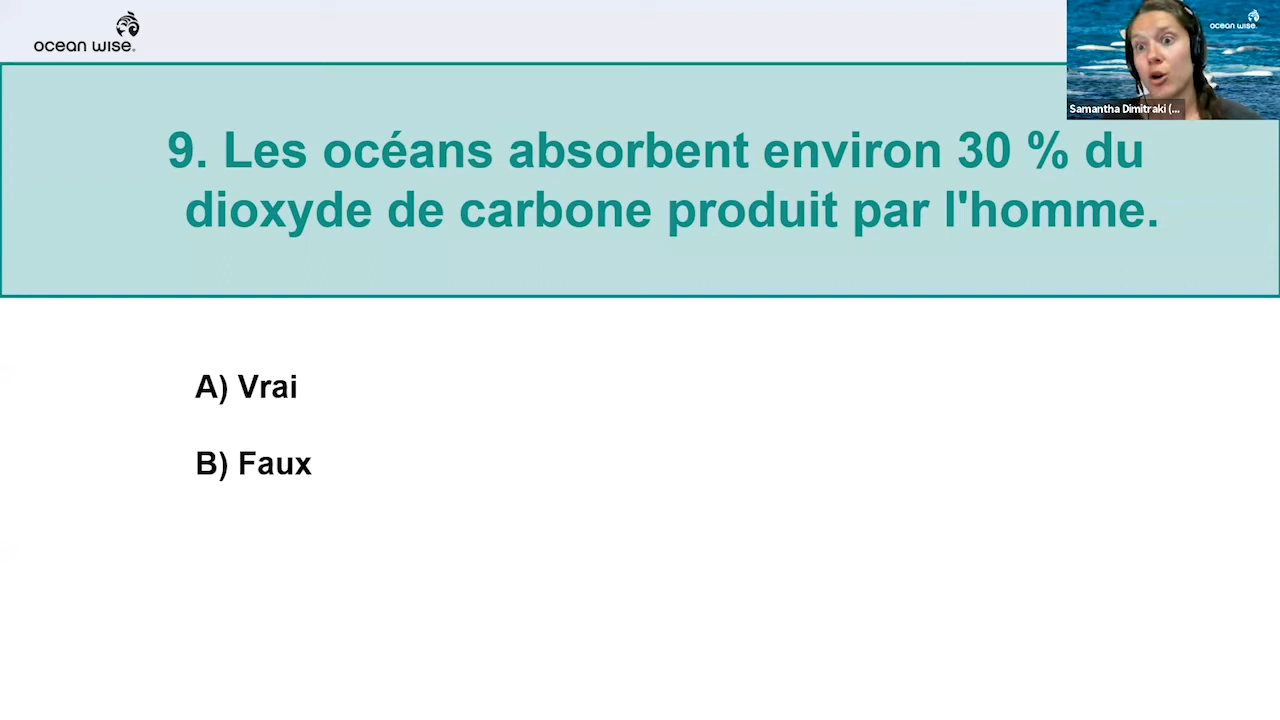 ocean wise.
ocean wise.
Samantha Dimitraki (...
9. Les océans absorbent environ 30 % du
dioxyde de carbone produit par l'homme.
A) Vrai
B) Faux